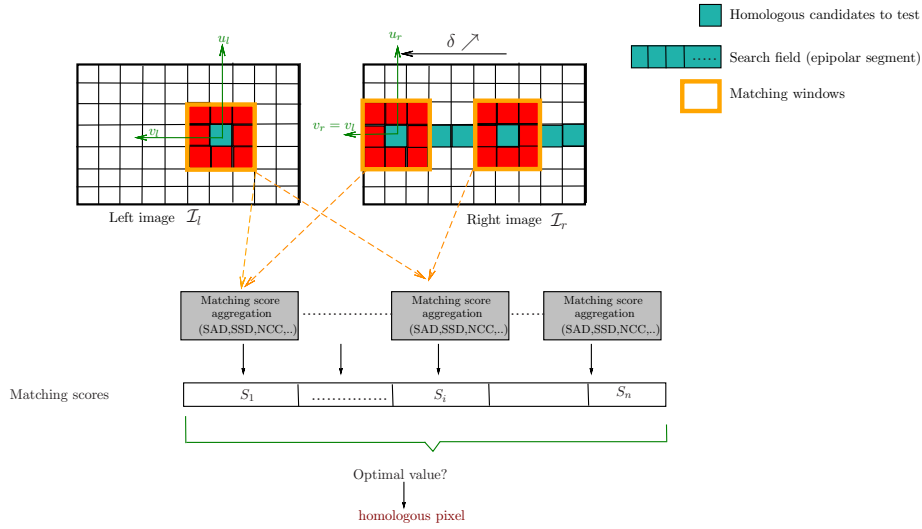 Homologous candidates to test
Search field (epipolar segment)
Matching windows
u_l
u_r
δ ↗
v_l
v_r = v_l
Left image I_l
Right image I_r
Matching score
aggregation
(SAD,SSD,NCC,..)
Matching score
aggregation
(SAD,SSD,NCC,..)
Matching score
aggregation
(SAD,SSD,NCC,..)
Matching scores
S_1
...............
S_i
S_n
Optimal value?
homologous pixel